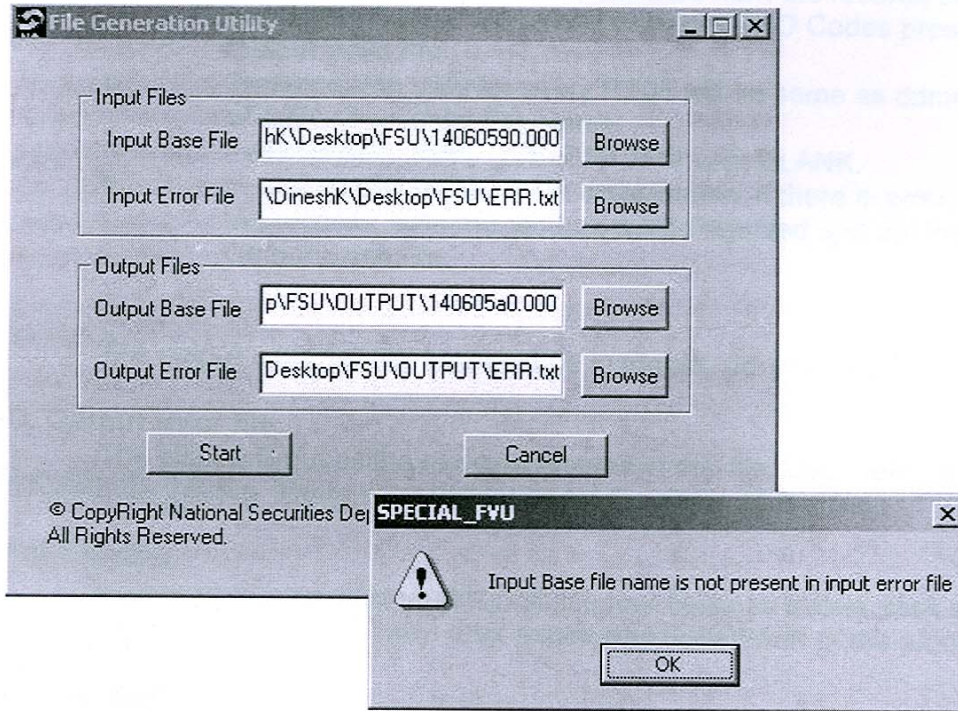 File Generation Utility
Input Files
Input Base File hK\Desktop\FSU\14060590.000 Browse
Input Error File \DineshK\Desktop\FSU\ERR.txt Browse
Output Files
Output Base File p\FSU\OUTPUT\140605a0.000 Browse
Output Error File Desktop\FSU\OUTPUT\ERR.txt Browse
Start Cancel
© CopyRight National Securities Dep
All Rights Reserved.
SPECIAL_FVU
Input Base file name is not present in input error file
OK